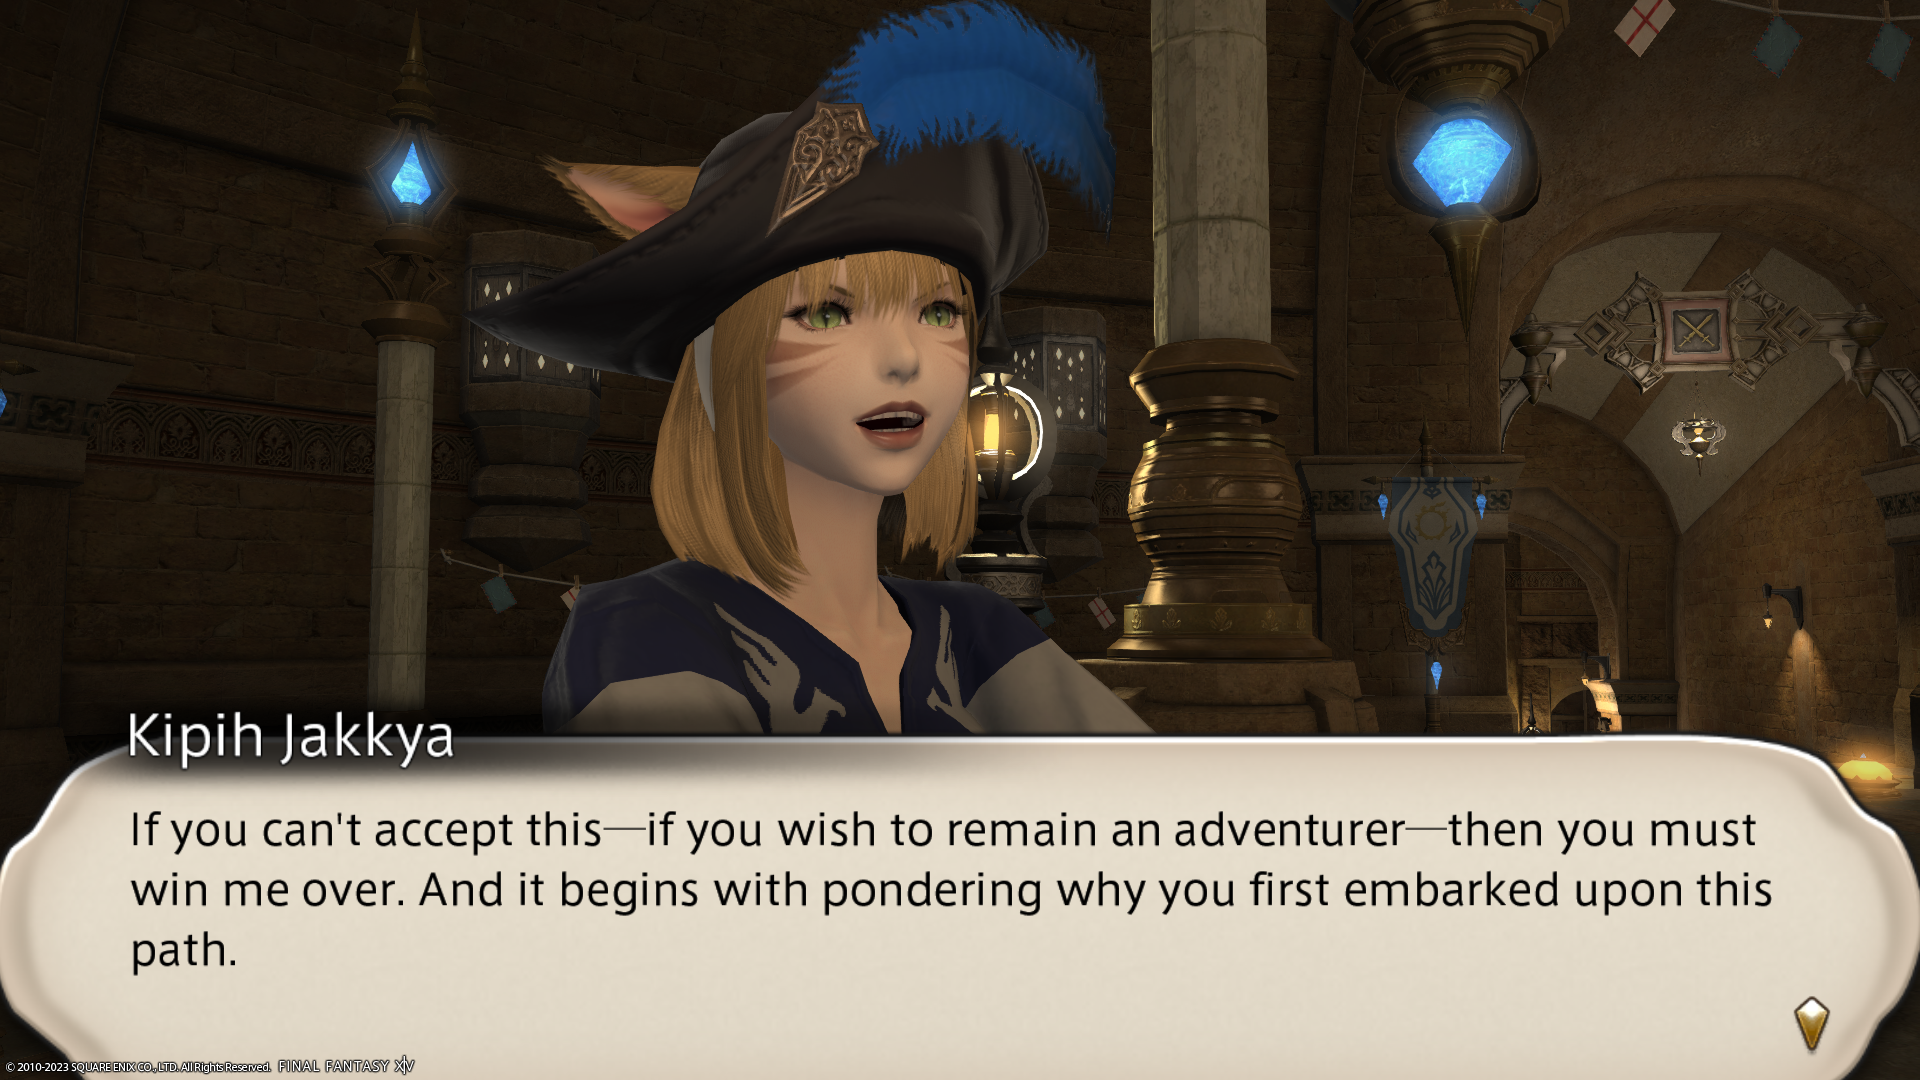 Kipih Jakkya
If you can't accept this—if you wish to remain an adventurer—then you must
win me over. And it begins with pondering why you first embarked upon this
path.
© 2010-2023 SQUARE ENIX CO., LTD. All Rights Reserved. FINAL FANTASY XIV